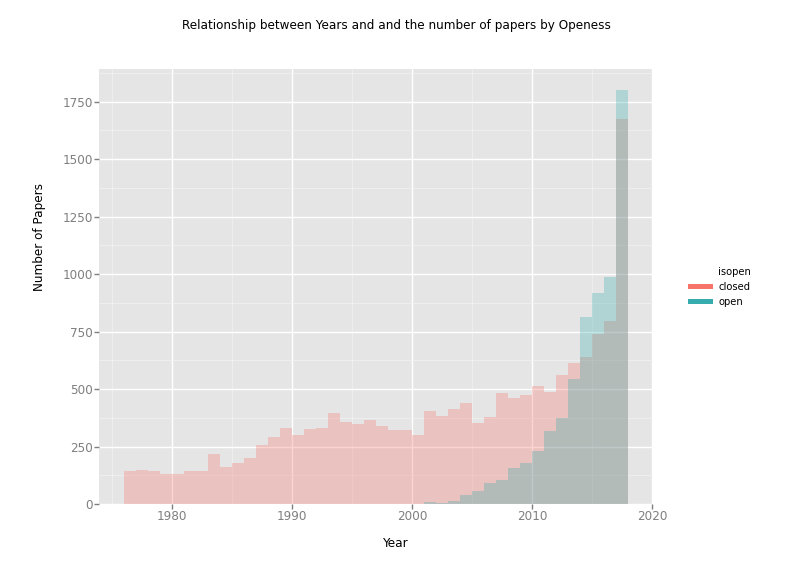 Relationship between Years and and the number of papers by Openess
Number of Papers
1750
1500
1250
1000
750
500
250
0
1980
1990
2000
2010
2020
Year
isopen
closed
open